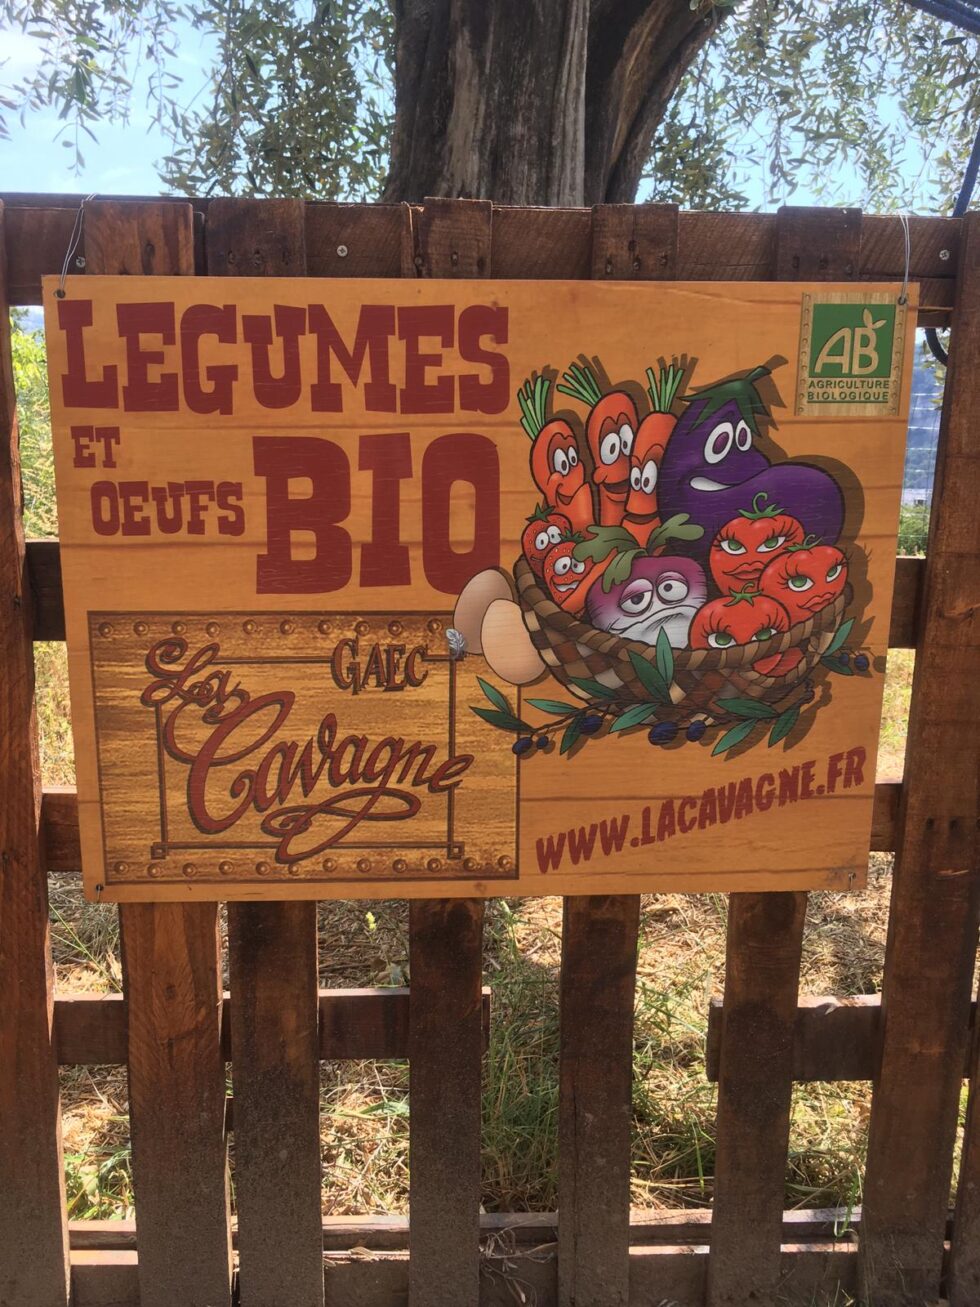 LEGUMES
ET
OEUFS
BIO
AB
AGRICULTURE
BIOLOGIQUE
GAEC
La
Cavagne
WWW.LACAVAGNE.FR